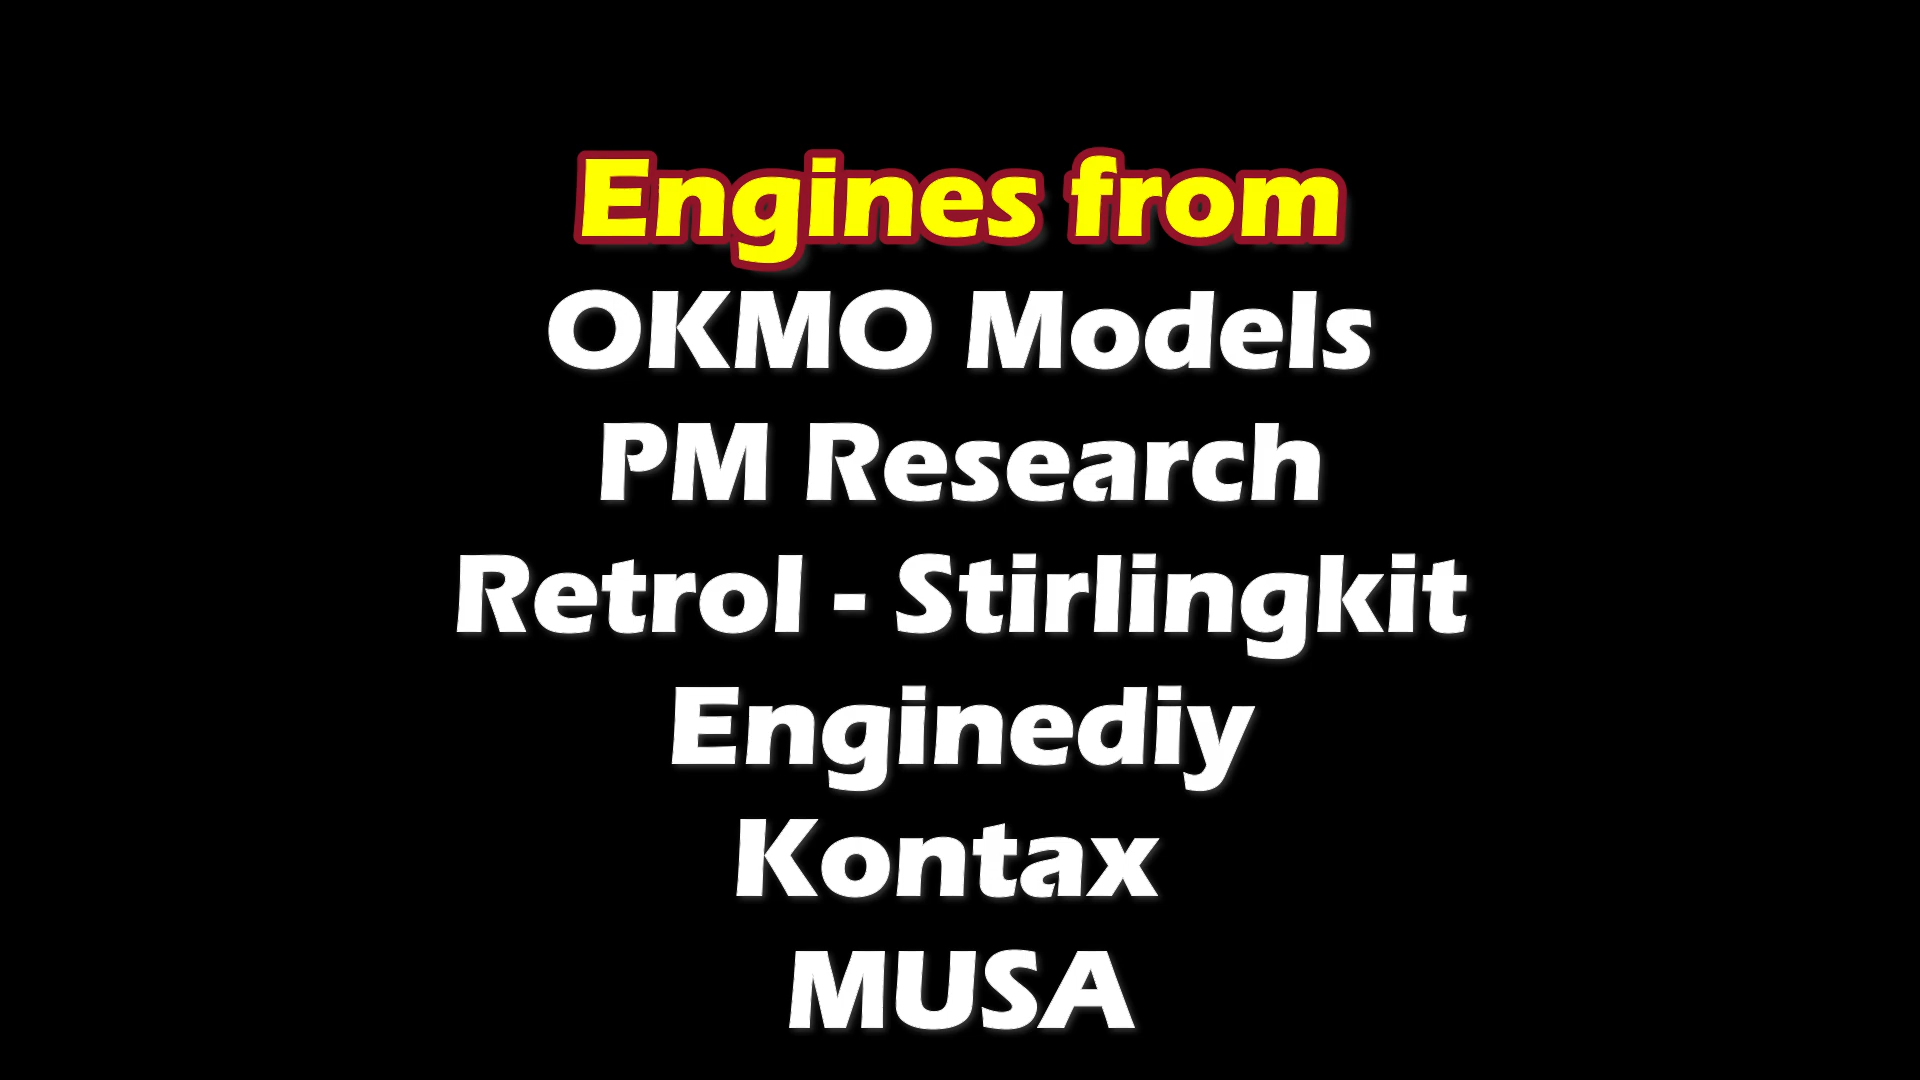 Engines from
OKMO Models
PM Research
Retrol - Stirlingkit
Enginediy
Kontax
MUSA